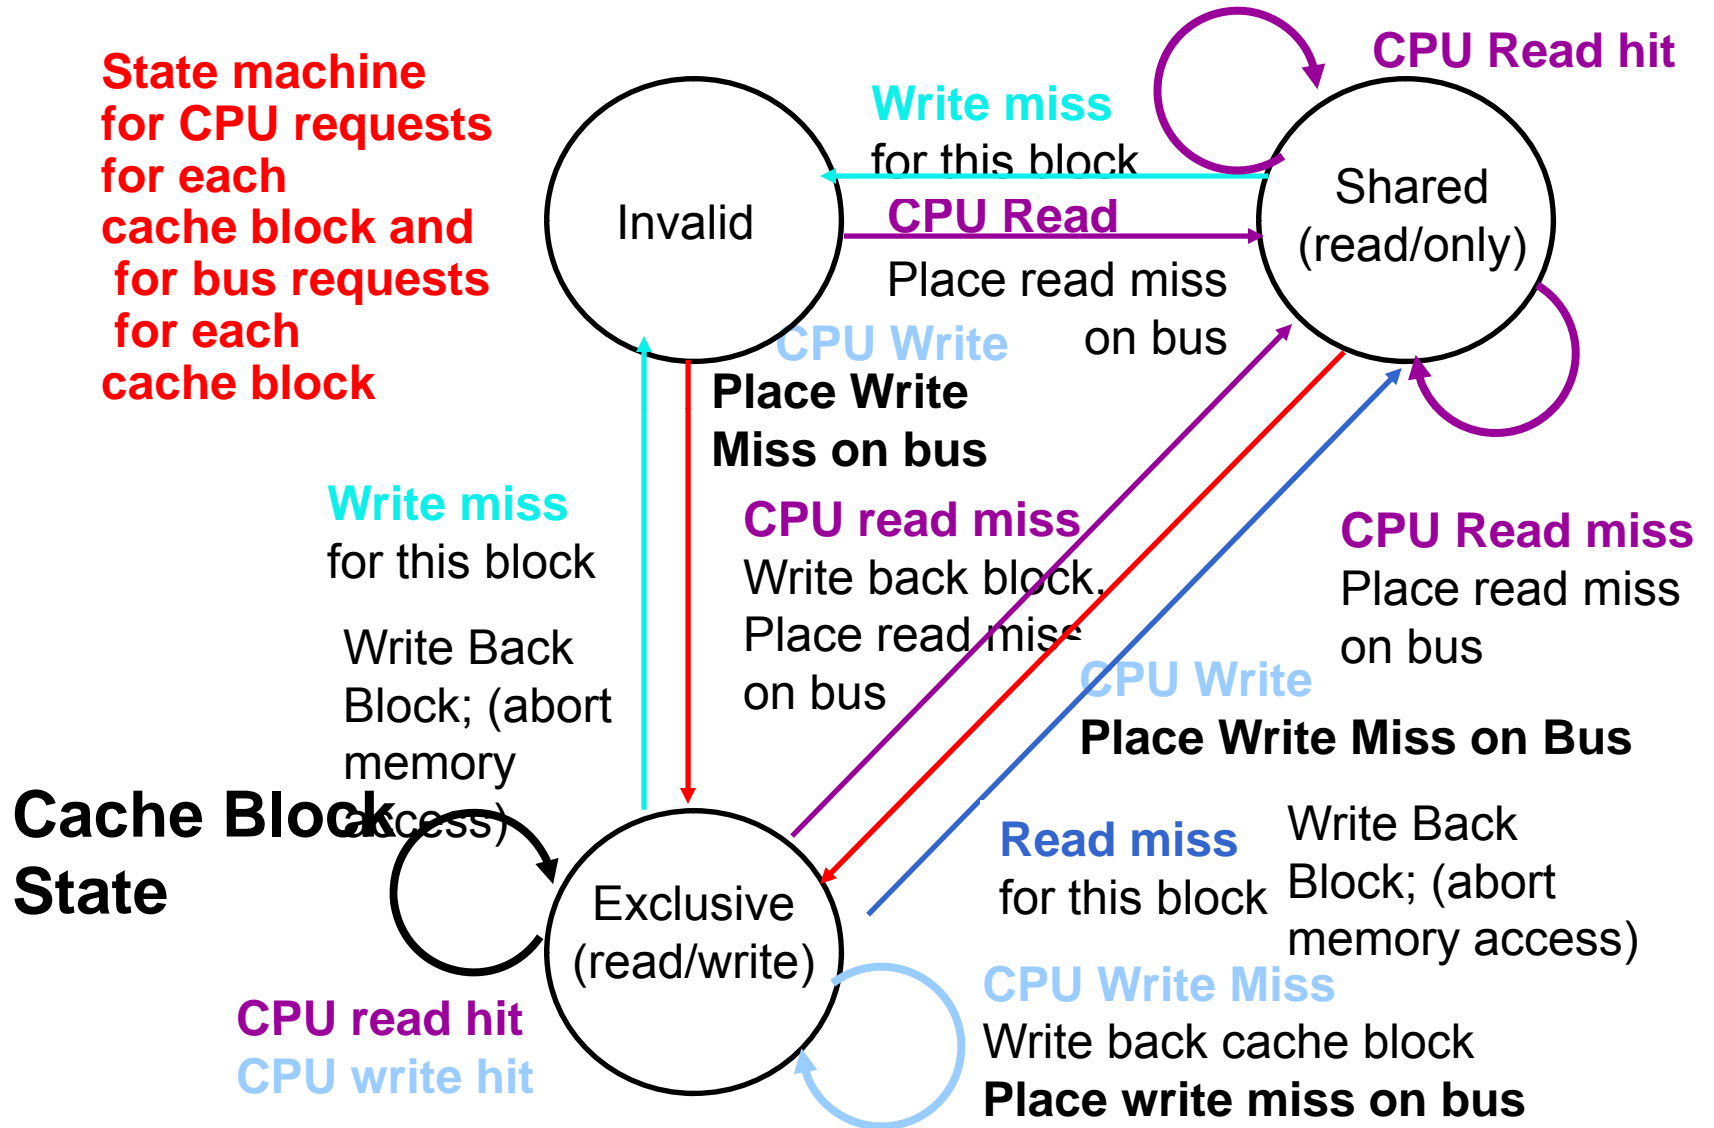 State machine
for CPU requests
for each
cache block and
for bus requests
for each
cache block
Invalid
Write miss
for this block
CPU Read
Place read miss
on bus
CPU Read hit
Shared
(read/only)
CPU Write
Place Write
Miss on bus
Write miss
for this block
Write Back
Block; (abort
memory
access)
CPU read miss
Write back block,
Place read miss
on bus
CPU Read miss
Place read miss
on bus
CPU Write
Place Write Miss on Bus
Cache Block
State
Read miss
for this block
Write Back
Block; (abort
memory access)
Exclusive
(read/write)
CPU read hit
CPU write hit
CPU Write Miss
Write back cache block
Place write miss on bus